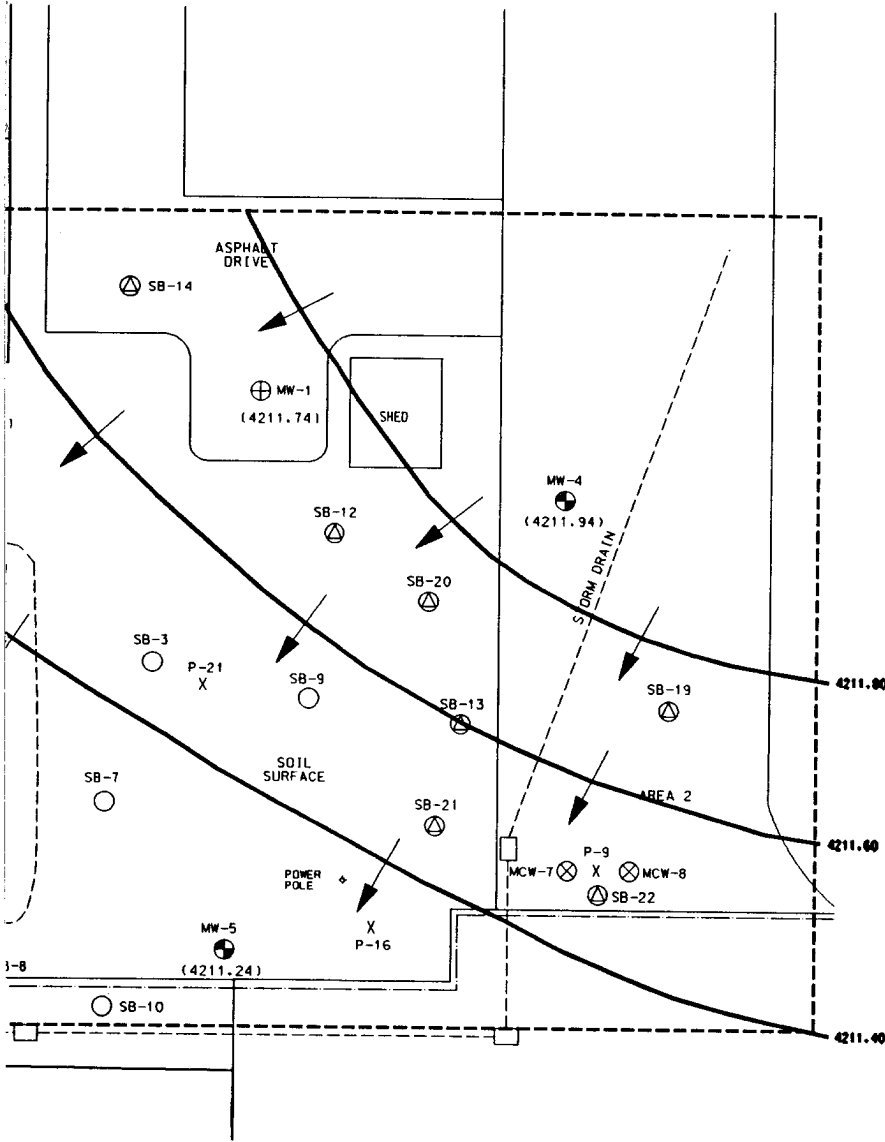 ASPHALT
DRIVE
SB-14
MW-1
(4211.74)
SHED
MW-4
(4211.94)
SB-12
STORM DRAIN
SB-20
SB-3
P-21
X
SB-9
SB-13
SB-19
4211.80
SOIL
SURFACE
SB-7
AREA 2
SB-21
4211.60
POWER
POLE
P-9
MCW-7
X
MCW-8
SB-22
X
P-16
MW-5
(4211.24)
-8
SB-10
4211.40